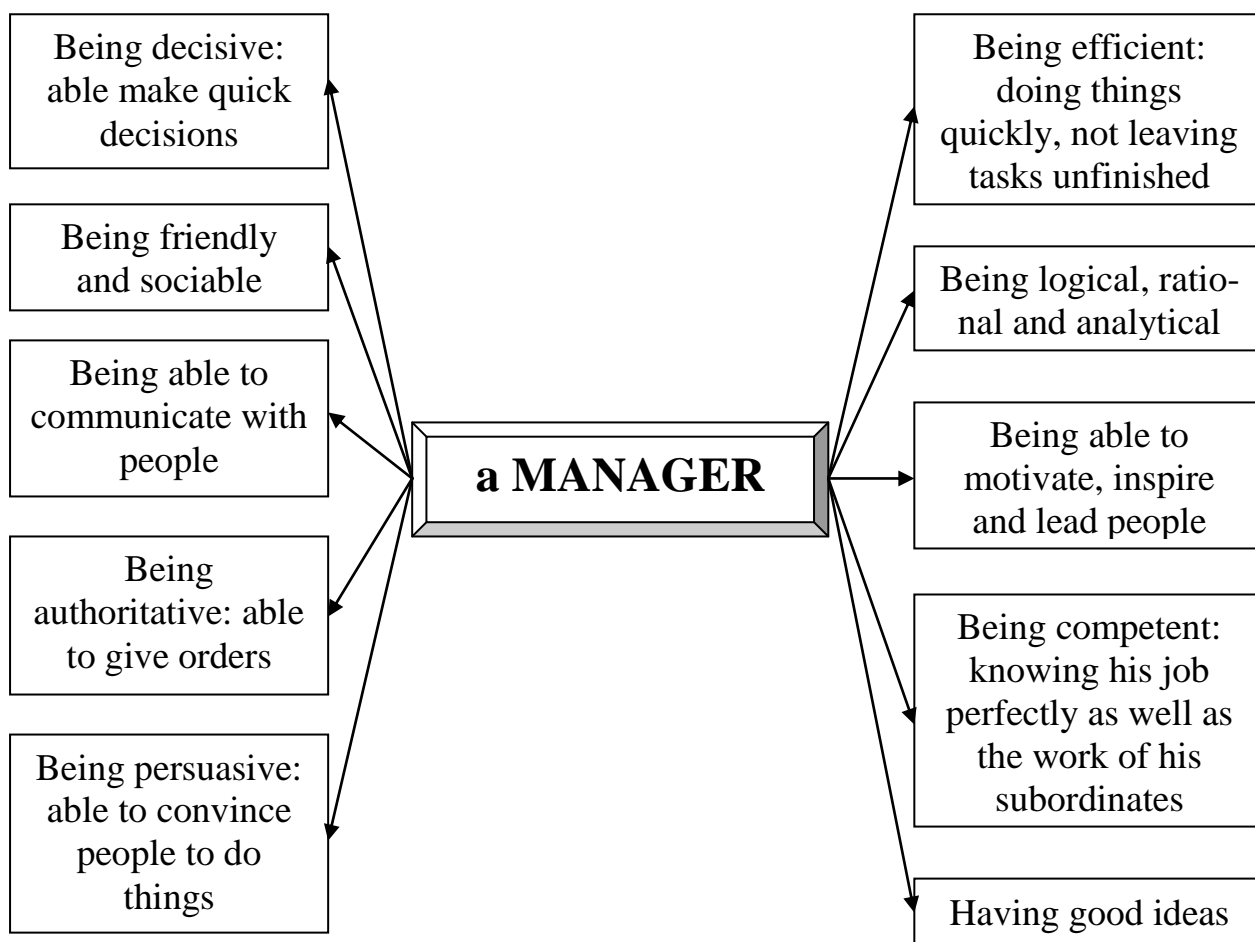 Being decisive:
able make quick
decisions
Being friendly
and sociable
Being able to
communicate with
people
Being
authoritative: able
to give orders
Being persuasive:
able to convince
people to do
things
a MANAGER
Being efficient:
doing things
quickly, not leaving
tasks unfinished
Being logical, ratio-
nal and analytical
Being able to
motivate, inspire
and lead people
Being competent:
knowing his job
perfectly as well as
the work of his
subordinates
Having good ideas